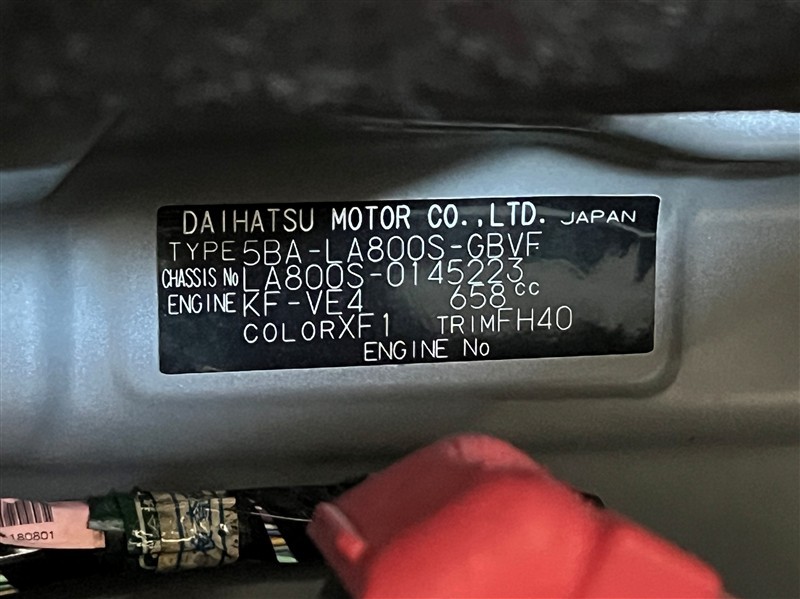 DAIHATSU MOTOR CO.,LTD. JAPAN
TYPE 5BA-LA800S-GBVF
CHASSIS No LA800S-0145223
ENGINE KF-VE4 658cc
COLOR XF1 TRIM FH40
ENGINE No
180801